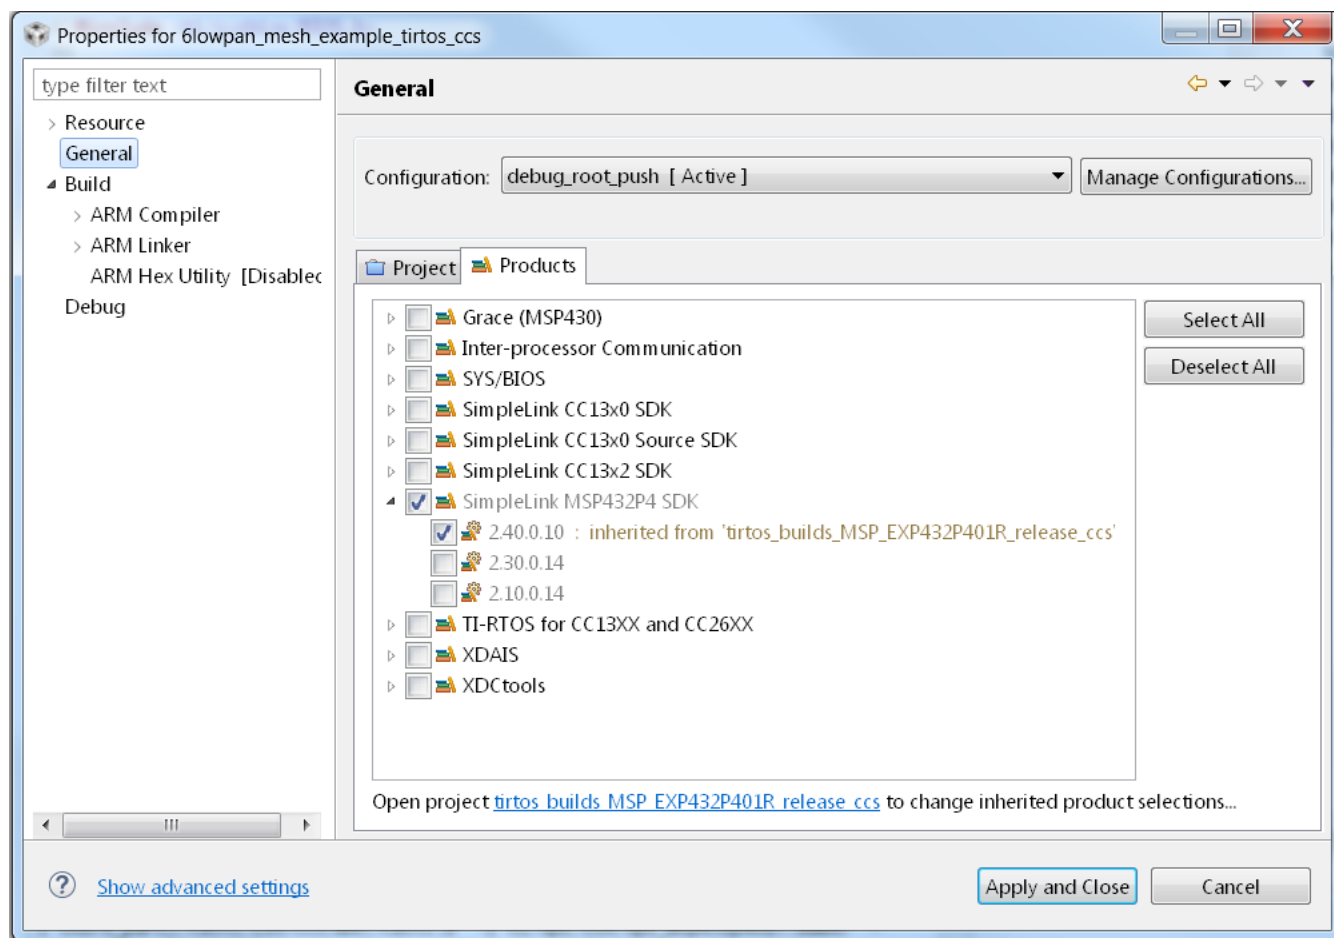 Properties for 6lowpan_mesh_example_tirtos_ccs
type filter text
Resource
General
Build
ARM Compiler
ARM Linker
ARM Hex Utility [Disablec
Debug
General
Configuration: debug_root_push [ Active ] Manage Configurations...
Project Products
Grace (MSP430)
Inter-processor Communication
SYS/BIOS
SimpleLink CC13x0 SDK
SimpleLink CC13x0 Source SDK
SimpleLink CC13x2 SDK
SimpleLink MSP432P4 SDK
2.40.0.10 : inherited from 'tirtos_builds_MSP_EXP432P401R_release_ccs'
2.30.0.14
2.10.0.14
TI-RTOS for CC13XX and CC26XX
XDAIS
XDCtools
Select All
Deselect All
Open project tirtos_builds_MSP_EXP432P401R_release_ccs to change inherited product selections...
? Show advanced settings
Apply and Close Cancel